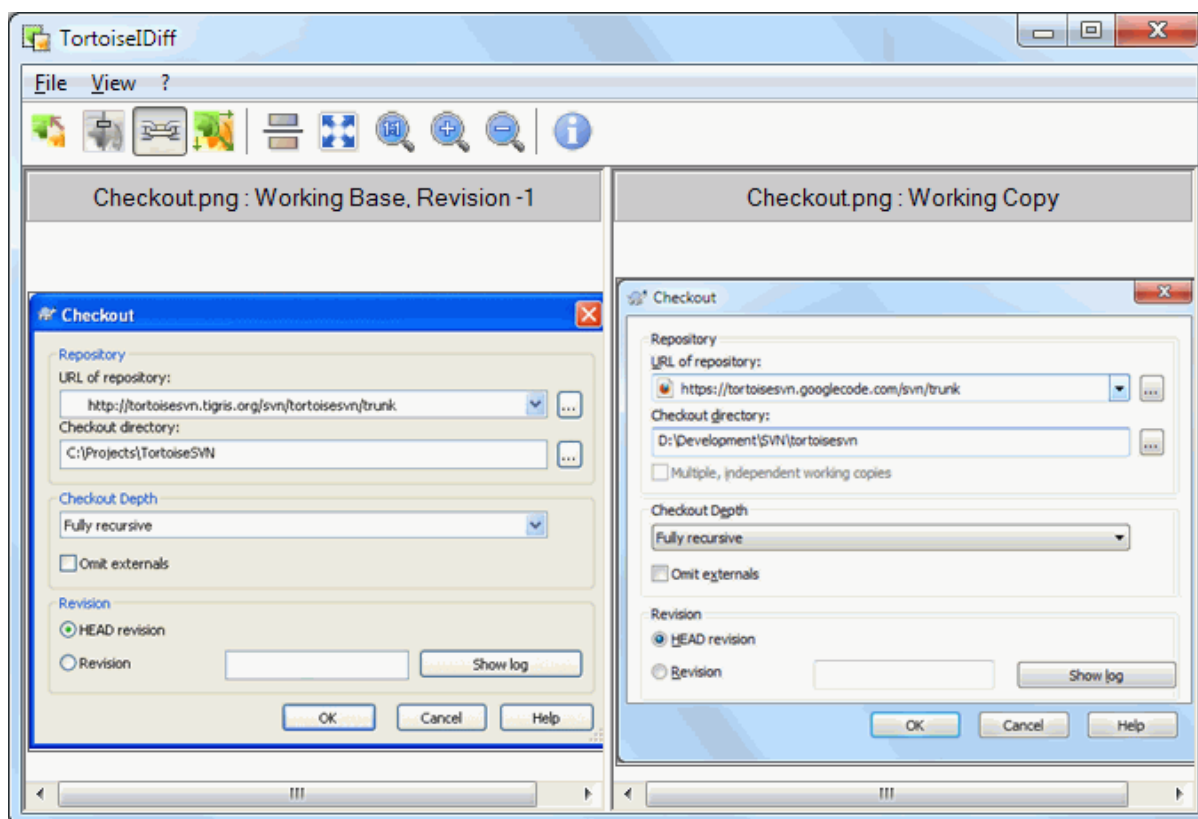 TortoiseIDiff
File View ?
1:1
Checkout.png : Working Base, Revision -1
Checkout
Repository
URL of repository:
http://tortoisesvn.tigris.org/svn/tortoisesvn/trunk
...
Checkout directory:
C:\Projects\TortoiseSVN
...
Checkout Depth
Fully recursive
Omit externals
Revision
HEAD revision
Revision
Show log
OK Cancel Help
Checkout.png : Working Copy
Checkout
Repository
URL of repository:
https://tortoisesvn.googlecode.com/svn/trunk
...
Checkout directory:
D:\Development\SVN\tortoisesvn
...
Multiple, independent working copies
Checkout Depth
Fully recursive
Omit externals
Revision
HEAD revision
Revision
Show log
OK Cancel Help